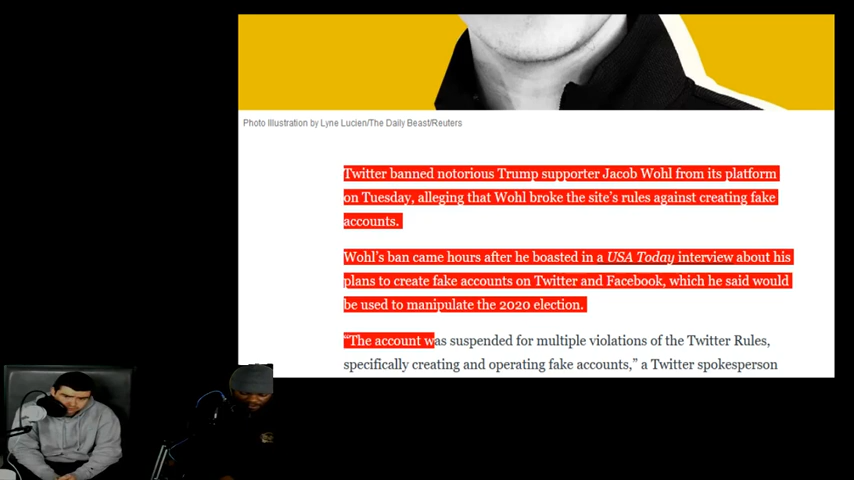 Photo Illustration by Lyne Lucien/The Daily Beast/Reuters
Twitter banned notorious Trump supporter Jacob Wohl from its platform
on Tuesday, alleging that Wohl broke the site's rules against creating fake
accounts.
Wohl's ban came hours after he boasted in a USA Today interview about his
plans to create fake accounts on Twitter and Facebook, which he said would
be used to manipulate the 2020 election.
“The account was suspended for multiple violations of the Twitter Rules,
specifically creating and operating fake accounts,” a Twitter spokesperson